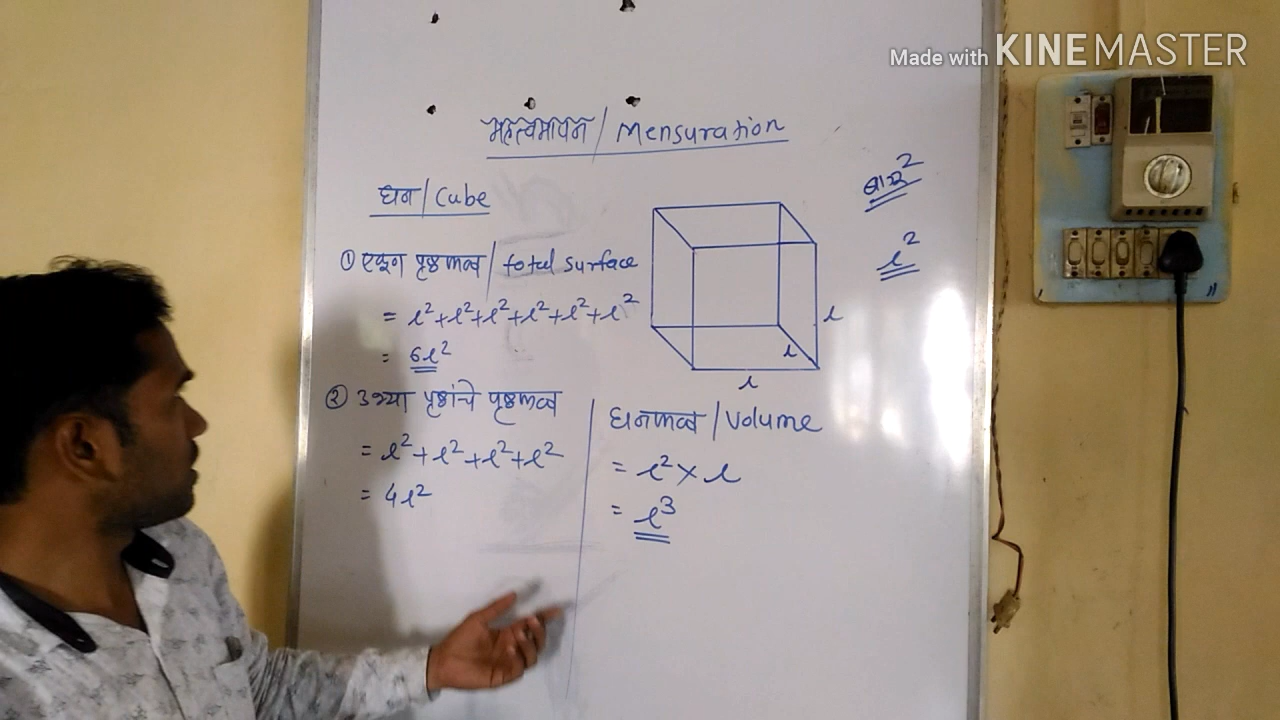 Made with KINEMASTER
महत्वमापन / Mensuration
घन / Cube
① एकूण पृष्ठफळ / total surface
= l² + l² + l² + l² + l² + l²
= 6l²
② उभ्या पृष्ठांचे पृष्ठफळ
= l² + l² + l² + l²
= 4l²
घनफळ / Volume
= l² × l
= l³
l
l
l
बाजू²
l²